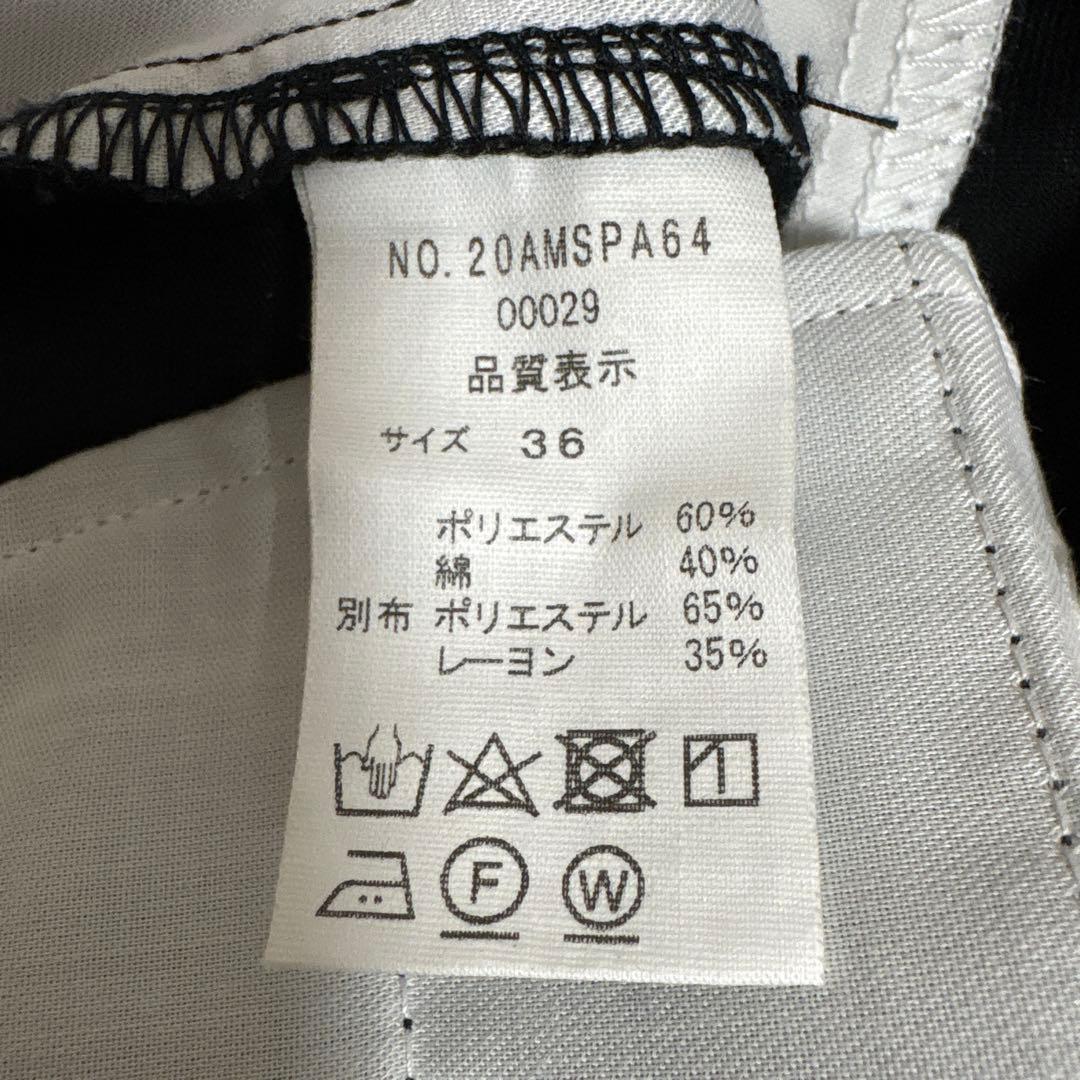 NO. 20AMSPA64
00029
品質表示
サイズ 36
ポリエステル 60%
綿 40%
別布 ポリエステル 65%
レーヨン 35%
F W